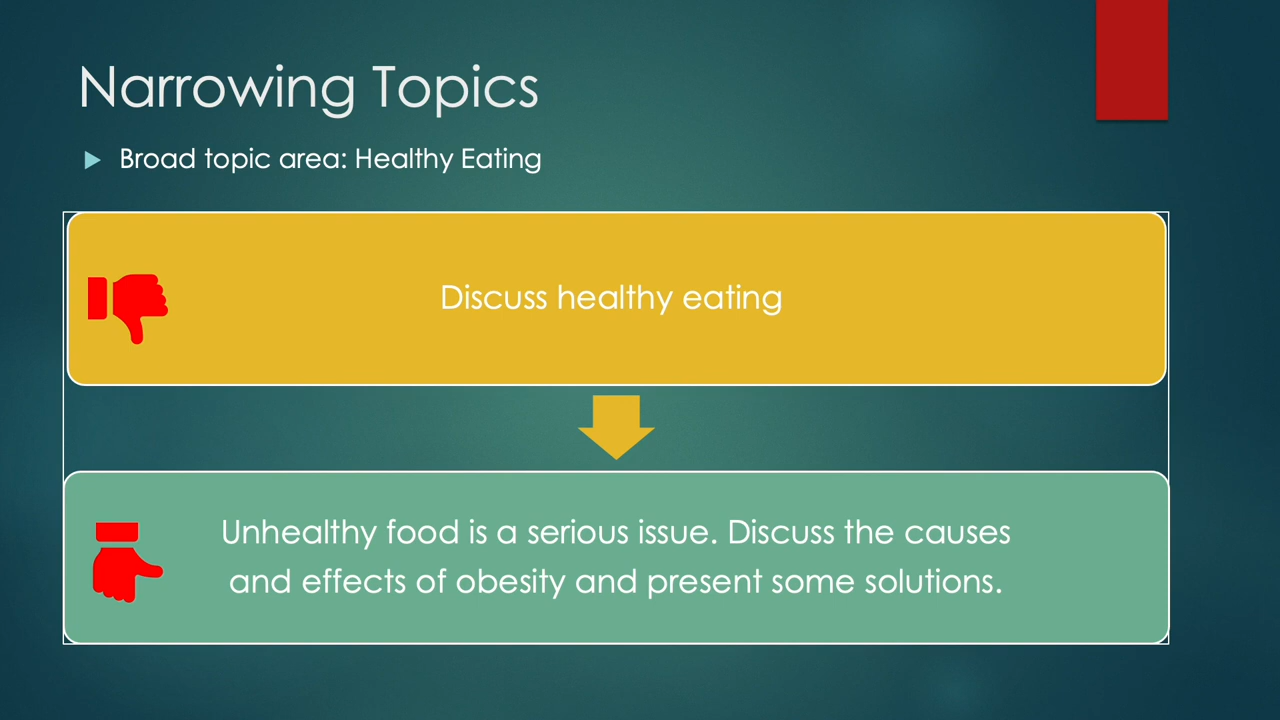 Narrowing Topics
Broad topic area: Healthy Eating
Discuss healthy eating
Unhealthy food is a serious issue. Discuss the causes
and effects of obesity and present some solutions.